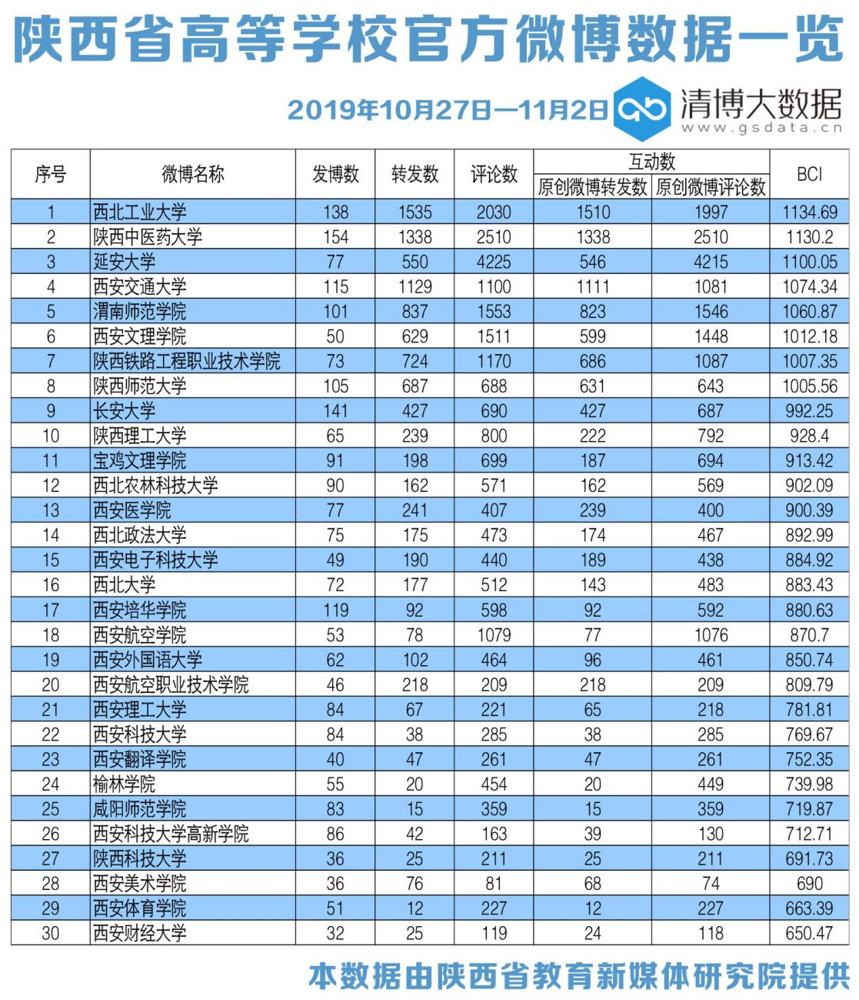 陕西省高等学校官方微博数据一览
2019年10月27日—11月2日 清博大数据
www.gsdata.cn
序号 微博名称 发博数 转发数 评论数 互动数 BCI
原创微博转发数 原创微博评论数
1 西北工业大学 138 1535 2030 1510 1997 1134.69
2 陕西中医药大学 154 1338 2510 1338 2510 1130.2
3 延安大学 77 550 4225 546 4215 1100.05
4 西安交通大学 115 1129 1100 1111 1081 1074.34
5 渭南师范学院 101 837 1553 823 1546 1060.87
6 西安文理学院 50 629 1511 599 1448 1012.18
7 陕西铁路工程职业技术学院 73 724 1170 686 1087 1007.35
8 陕西师范大学 105 687 688 631 643 1005.56
9 长安大学 141 427 690 427 687 992.25
10 陕西理工大学 65 239 800 222 792 928.4
11 宝鸡文理学院 91 198 699 187 694 913.42
12 西北农林科技大学 90 162 571 162 569 902.09
13 西安医学院 77 241 407 239 400 900.39
14 西北政法大学 75 175 473 174 467 892.99
15 西安电子科技大学 49 190 440 189 438 884.92
16 西北大学 72 177 512 143 483 883.43
17 西安培华学院 119 92 598 92 592 880.63
18 西安航空学院 53 78 1079 77 1076 870.7
19 西安外国语大学 62 102 464 96 461 850.74
20 西安航空职业技术学院 46 218 209 218 209 809.79
21 西安理工大学 84 67 221 65 218 781.81
22 西安科技大学 84 38 285 38 285 769.67
23 西安翻译学院 40 47 261 47 261 752.35
24 榆林学院 55 20 454 20 449 739.98
25 咸阳师范学院 83 15 359 15 359 719.87
26 西安科技大学高新学院 86 42 163 39 130 712.71
27 陕西科技大学 36 25 211 25 211 691.73
28 西安美术学院 36 76 81 68 74 690
29 西安体育学院 51 12 227 12 227 663.39
30 西安财经大学 32 25 119 24 118 650.47
本数据由陕西省教育新媒体研究院提供